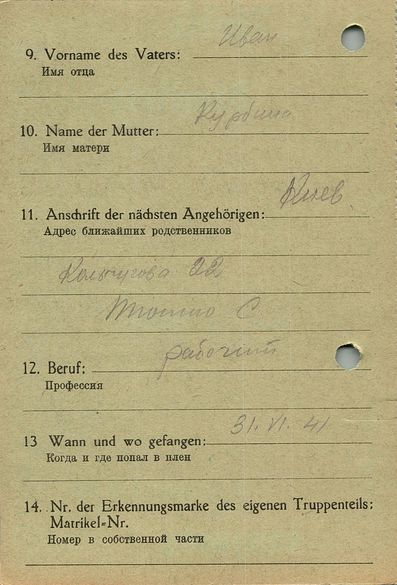 9. Vorname des Vaters: Иван
Имя отца
10. Name der Mutter: Курбина
Имя матери
11. Anschrift der nächsten Angehörigen: Киев
Адрес ближайших родственников
22
С.
12. Beruf: рабочий
Профессия
13 Wann und wo gefangen: 31. VI. 41
Когда и где попал в плен
14. Nr. der Erkennungsmarke des eigenen Truppenteils:
Matrikel-Nr.
Номер в собственной части